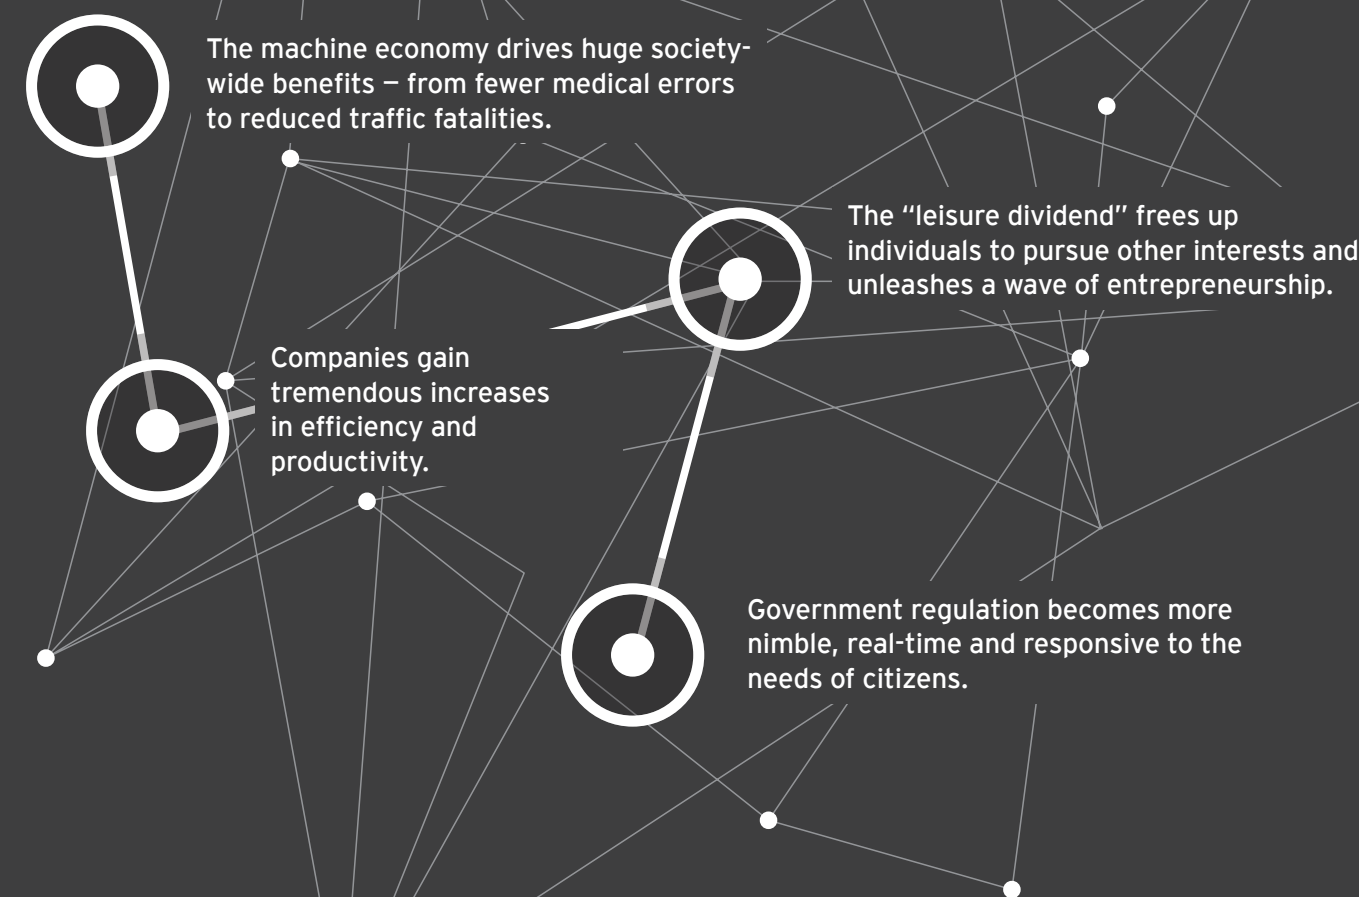 The machine economy drives huge society-
wide benefits – from fewer medical errors
to reduced traffic fatalities.
The “leisure dividend” frees up
individuals to pursue other interests and
unleashes a wave of entrepreneurship.
Companies gain
tremendous increases
in efficiency and
productivity.
Government regulation becomes more
nimble, real-time and responsive to the
needs of citizens.